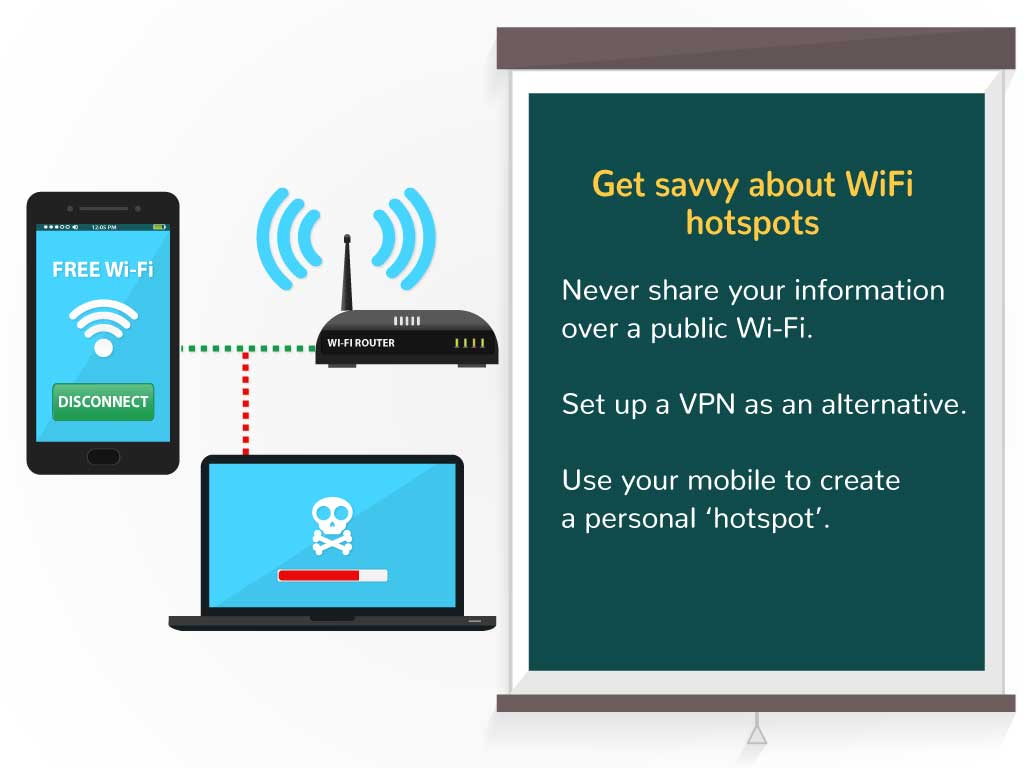 12:05 PM
FREE Wi-Fi
DISCONNECT
WI-FI ROUTER
Get savvy about WiFi
hotspots
Never share your information
over a public Wi-Fi.
Set up a VPN as an alternative.
Use your mobile to create
a personal ‘hotspot’.